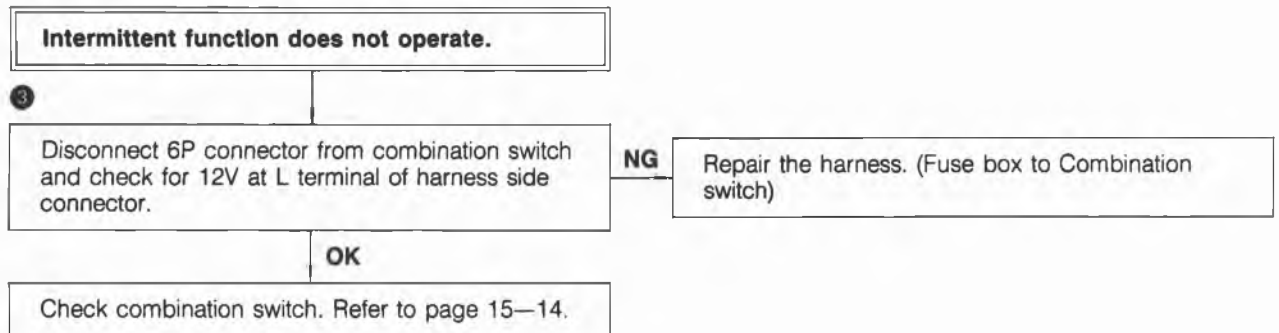 Intermittent function does not operate.
3
Disconnect 6P connector from combination switch
and check for 12V at L terminal of harness side
connector.
NG
Repair the harness. (Fuse box to Combination
switch)
OK
Check combination switch. Refer to page 15—14.